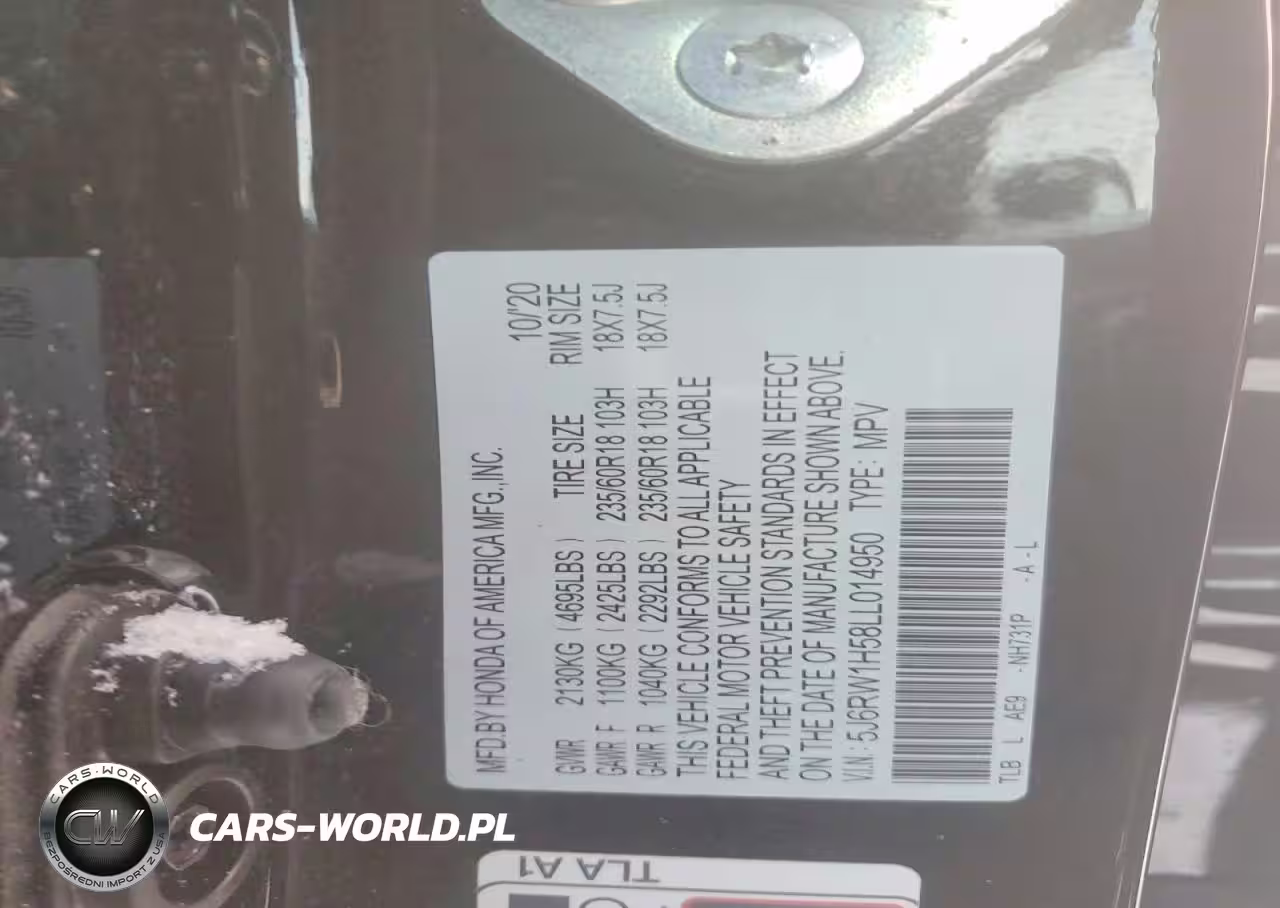 MFD.BY HONDA OF AMERICA MFG.,INC.
10/'20
GVWR 2130KG (4695LBS) TIRE SIZE RIM SIZE
GAWR F 1100KG (2425LBS) 235/60R18 103H 18X7.5J
GAWR R 1040KG (2292LBS) 235/60R18 103H 18X7.5J
THIS VEHICLE CONFORMS TO ALL APPLICABLE
FEDERAL MOTOR VEHICLE SAFETY
AND THEFT PREVENTION STANDARDS IN EFFECT
ON THE DATE OF MANUFACTURE SHOWN ABOVE.
V.I.N.: 5J6RW1H58LL014950 TYPE: MPV
TLB L AE9 -NH731P -A-L
TLA A1
CARS-WORLD
CW
BEZPOŚREDNI IMPORT Z USA
CARS-WORLD.PL